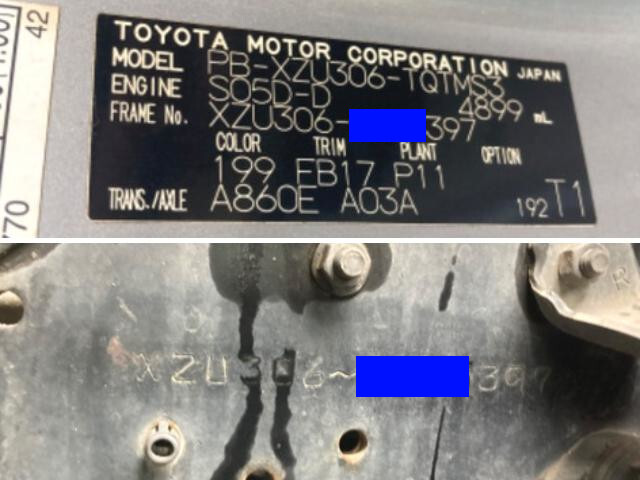 42
70
TOYOTA MOTOR CORPORATION JAPAN
MODEL PB-XZU306-TQTMS3
ENGINE S05D-D 4899 mL
FRAME No. XZU306- 397
COLOR TRIM PLANT OPTION
199 FB17 P11
TRANS./AXLE A860E A03A 192 T1
R
XZU306~ 397